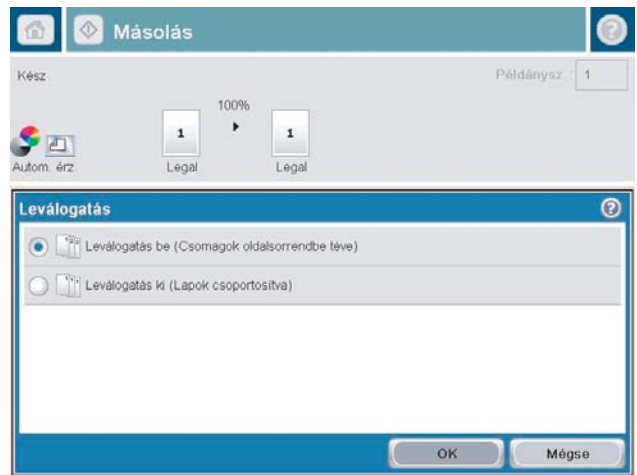 Másolás
Kész
Példánysz.: 1
100%
1 1
Autom. érz. Legal Legal
Leválogatás
Leválogatás be (Csomagok oldalsorrendbe téve)
Leválogatás ki (Lapok csoportosítva)
OK Mégse